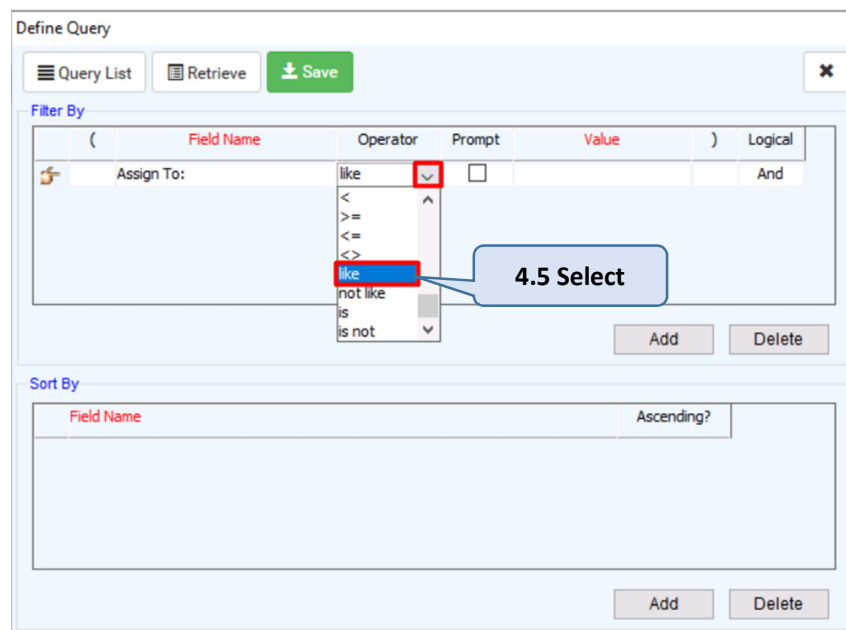 Define Query
Query List Retrieve Save
Filter By
( Field Name Operator Prompt Value ) Logical
Assign To: like And
<
>=
<=
<>
like
not like
is
is not
4.5 Select
Add Delete
Sort By
Field Name Ascending?
Add Delete